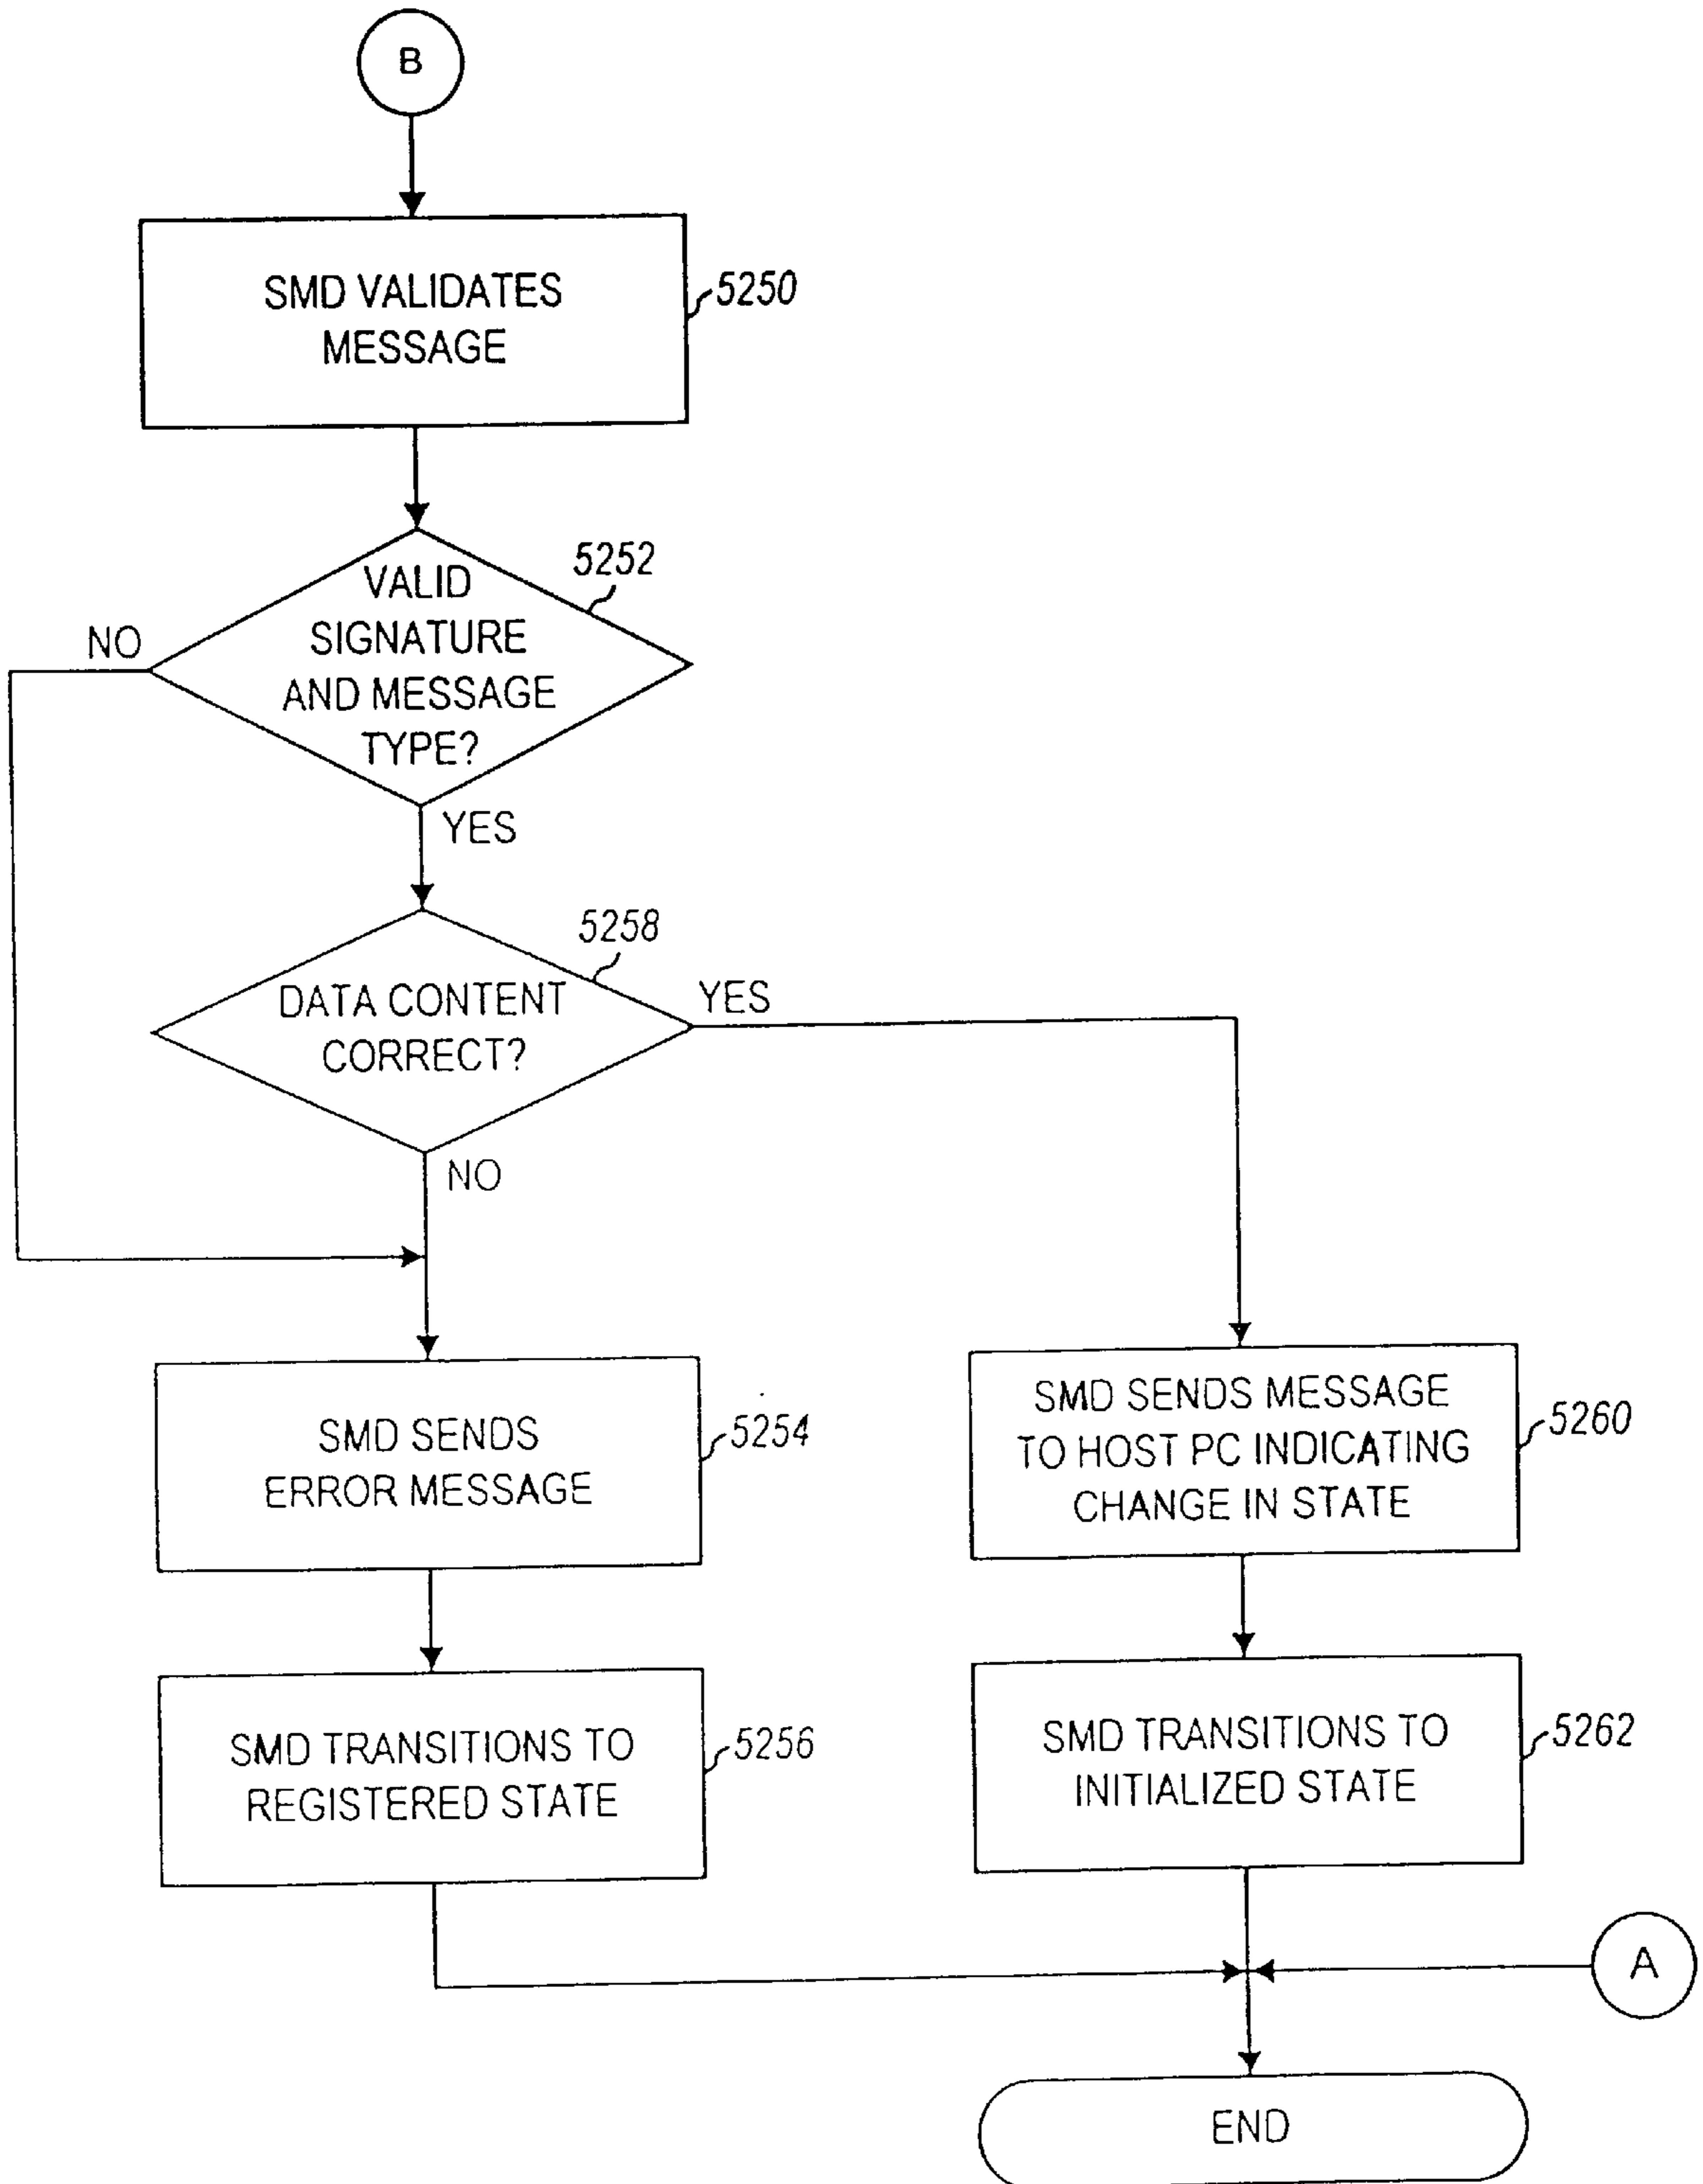 B
SMD VALIDATES
MESSAGE
5250
5252
VALID
SIGNATURE
AND MESSAGE
TYPE?
NO
YES
5258
DATA CONTENT
CORRECT?
YES
NO
SMD SENDS
ERROR MESSAGE
5254
SMD SENDS MESSAGE
TO HOST PC INDICATING
CHANGE IN STATE
5260
SMD TRANSITIONS TO
REGISTERED STATE
5256
SMD TRANSITIONS TO
INITIALIZED STATE
5262
A
END